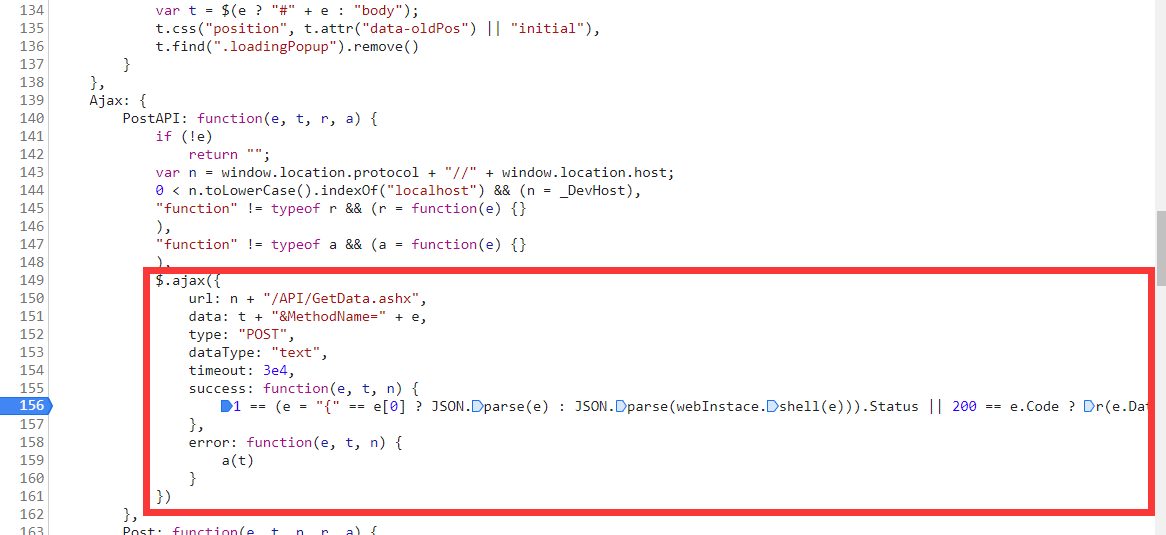 134 var t = $(e ? "#" + e : "body");
135 t.css("position", t.attr("data-oldPos") || "initial"),
136 t.find(".loadingPopup").remove()
137 }
138 },
139 Ajax: {
140 PostAPI: function(e, t, r, a) {
141 if (!e)
142 return "";
143 var n = window.location.protocol + "//" + window.location.host;
144 0 < n.toLowerCase().indexOf("localhost") && (n = _DevHost),
145 "function" != typeof r && (r = function(e) {}
146 ),
147 "function" != typeof a && (a = function(e) {}
148 ),
149 $.ajax({
150 url: n + "/API/GetData.ashx",
151 data: t + "&MethodName=" + e,
152 type: "POST",
153 dataType: "text",
154 timeout: 3e4,
155 success: function(e, t, n) {
156 1 == (e = "{" == e[0] ? JSON.parse(e) : JSON.parse(webInstace.shell(e))).Status || 200 == e.Code ? r(e.Dat
157 },
158 error: function(e, t, n) {
159 a(t)
160 }
161 })
162 },
163 Post: function(e, t, n, r, a) {